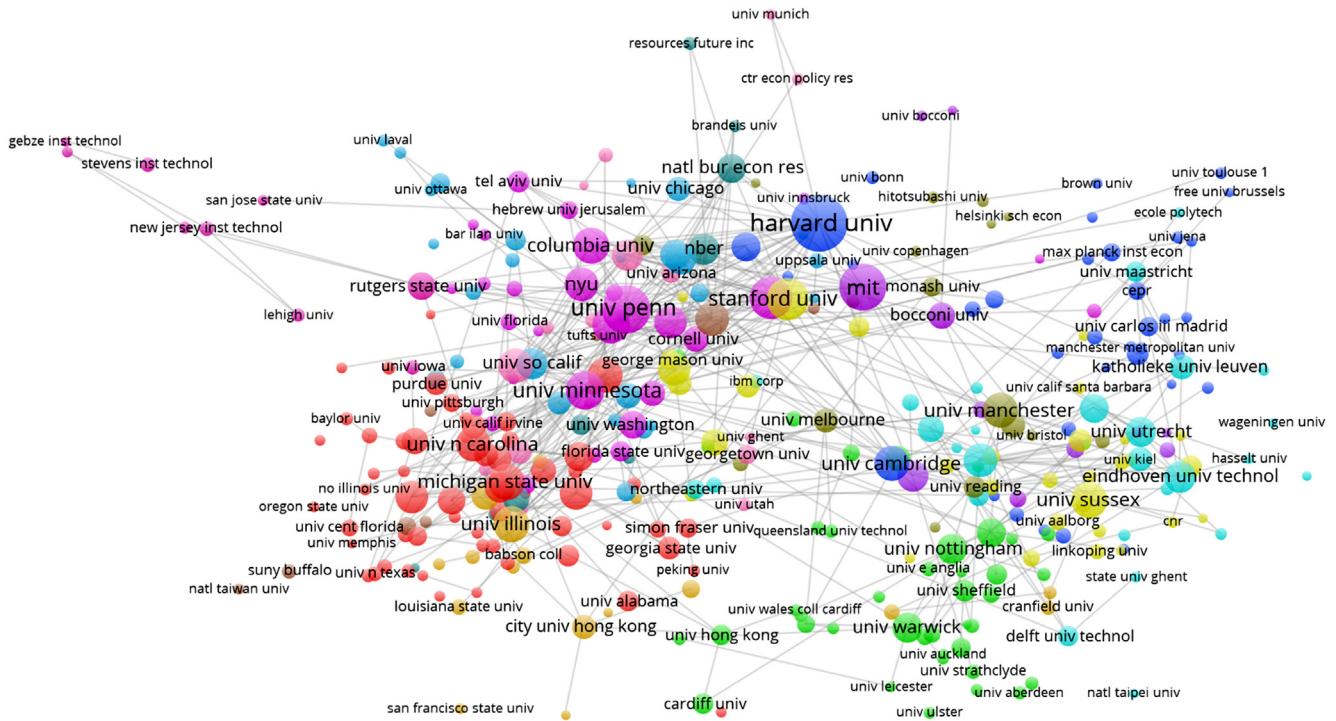 univ munich
resources future inc
ctr econ policy res
univ bocconi
brandeis univ
gebze inst technol
stevens inst technol
univ laval
natl bur econ res
univ toulouse 1
tel aviv univ
univ chicago
univ bonn
brown univ
free univ brussels
univ ottawa
univ innsbruck
hitotsubashi univ
san jose state univ
hebrew univ jerusalem
helsinki sch econ
ecole polytech
new jersey inst technol
bar ilan univ
harvard univ
columbia univ
nber
univ copenhagen
max planck inst econ
univ jena
uppsala univ
univ arizona
univ maastricht
rutgers state univ
nyu
mit
monash univ
cepr
stanford univ
univ penn
lehigh univ
bocconi univ
univ florida
tufts univ
cornell univ
univ carlos iii madrid
manchester metropolitan univ
univ so calif
george mason univ
univ iowa
katholieke univ leuven
purdue univ
ibm corp
univ minnesota
univ calif santa barbara
univ pittsburgh
baylor univ
univ calif irvine
univ washington
univ melbourne
univ manchester
wageningen univ
univ n carolina
univ ghent
univ bristol
univ utrecht
florida state univ
georgetown univ
univ cambridge
univ kiel
hasselt univ
michigan state univ
eindhoven univ technol
no illinois univ
northeastern univ
univ reading
oregon state univ
univ utah
univ sussex
univ cent florida
univ illinois
simon fraser univ
queensland univ technol
univ aalborg
cnr
univ memphis
georgia state univ
univ nottingham
linkoping univ
babson coll
suny buffalo
univ n texas
peking univ
univ e anglia
state univ ghent
natl taiwan univ
univ sheffield
louisiana state univ
univ alabama
univ wales coll cardiff
cranfield univ
city univ hong kong
univ hong kong
univ warwick
delft univ technol
univ auckland
univ strathclyde
univ leicester
univ aberdeen
natl taipei univ
san francisco state univ
cardiff univ
univ ulster